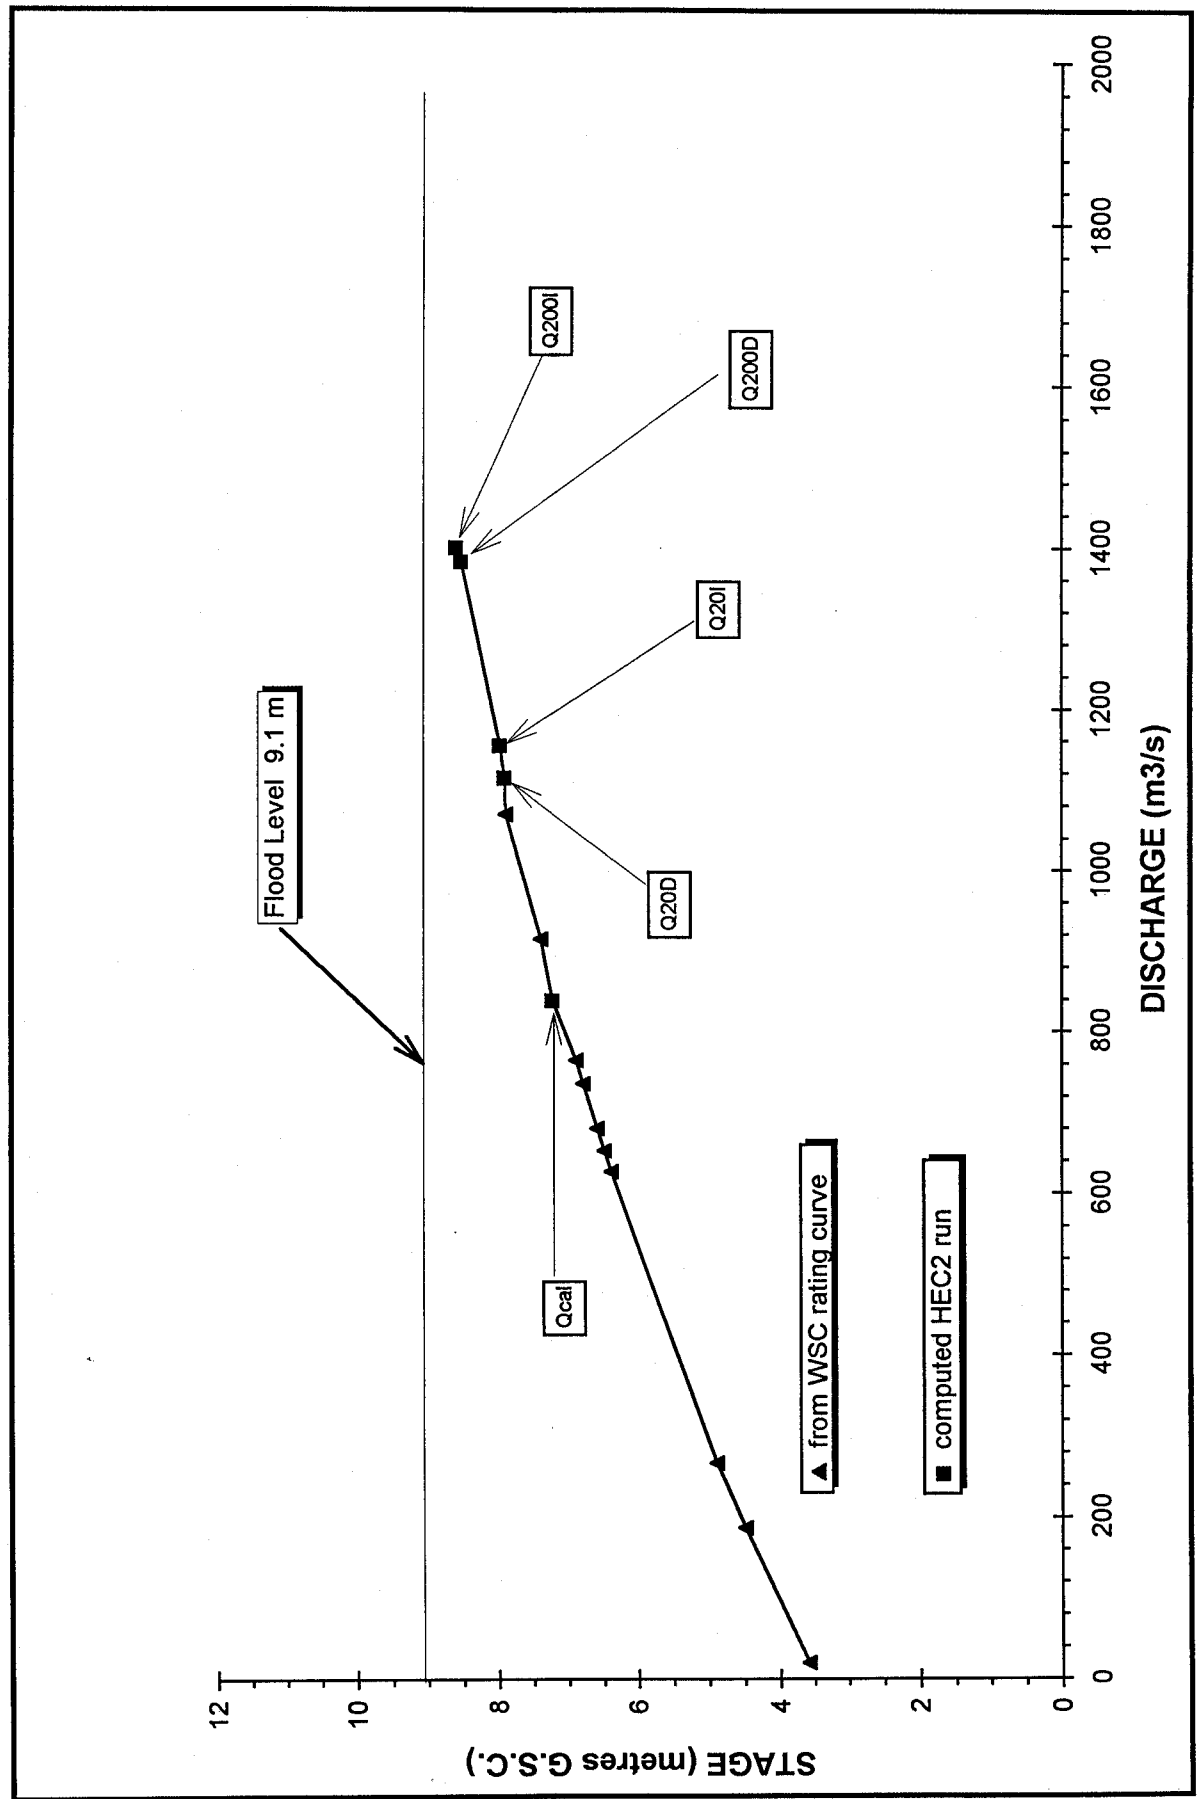 STAGE (metres G.S.C.)
12
10
8
6
4
2
0
Flood Level 9.1 m
Q200I
Q200D
Q20I
Q20D
Qcal
▲ from WSC rating curve
■ computed HEC2 run
0
200
400
600
800
1000
1200
1400
1600
1800
2000
DISCHARGE (m3/s)